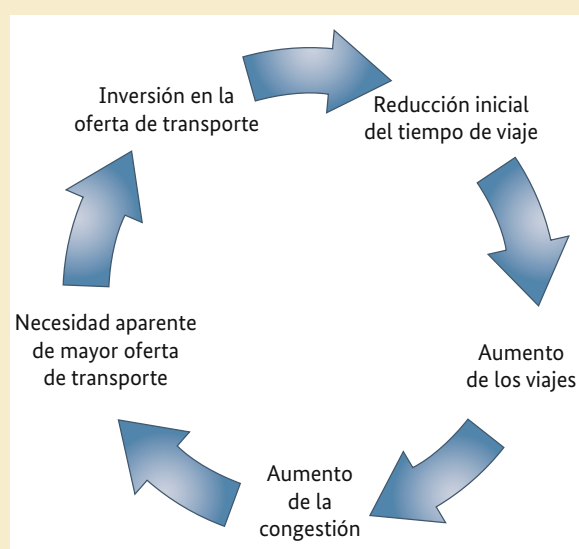 Inversión en la
oferta de transporte
Reducción inicial
del tiempo de viaje
Aumento
de los viajes
Aumento
de la
congestión
Necesidad aparente
de mayor oferta
de transporte